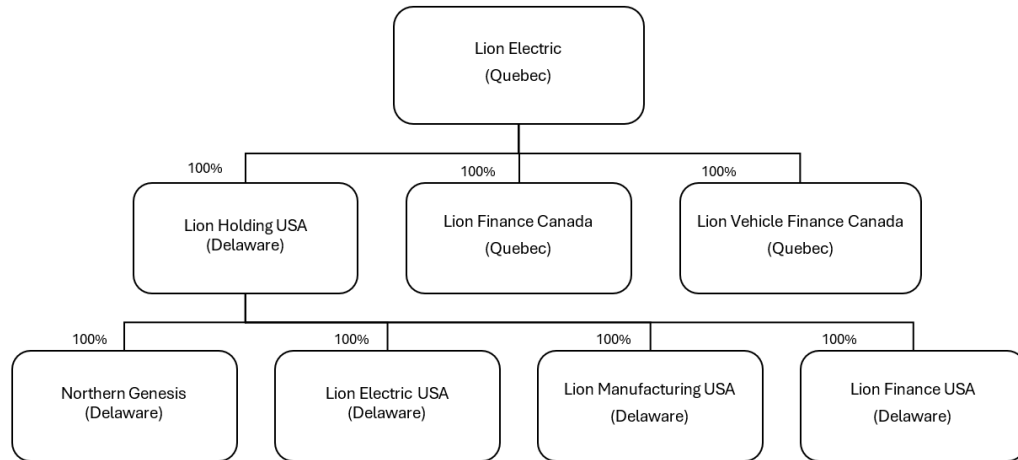 Lion Electric
(Quebec)
100%
100%
100%
Lion Holding USA
(Delaware)
Lion Finance Canada
(Quebec)
Lion Vehicle Finance Canada
(Quebec)
100%
100%
100%
100%
Northern Genesis
(Delaware)
Lion Electric USA
(Delaware)
Lion Manufacturing USA
(Delaware)
Lion Finance USA
(Delaware)